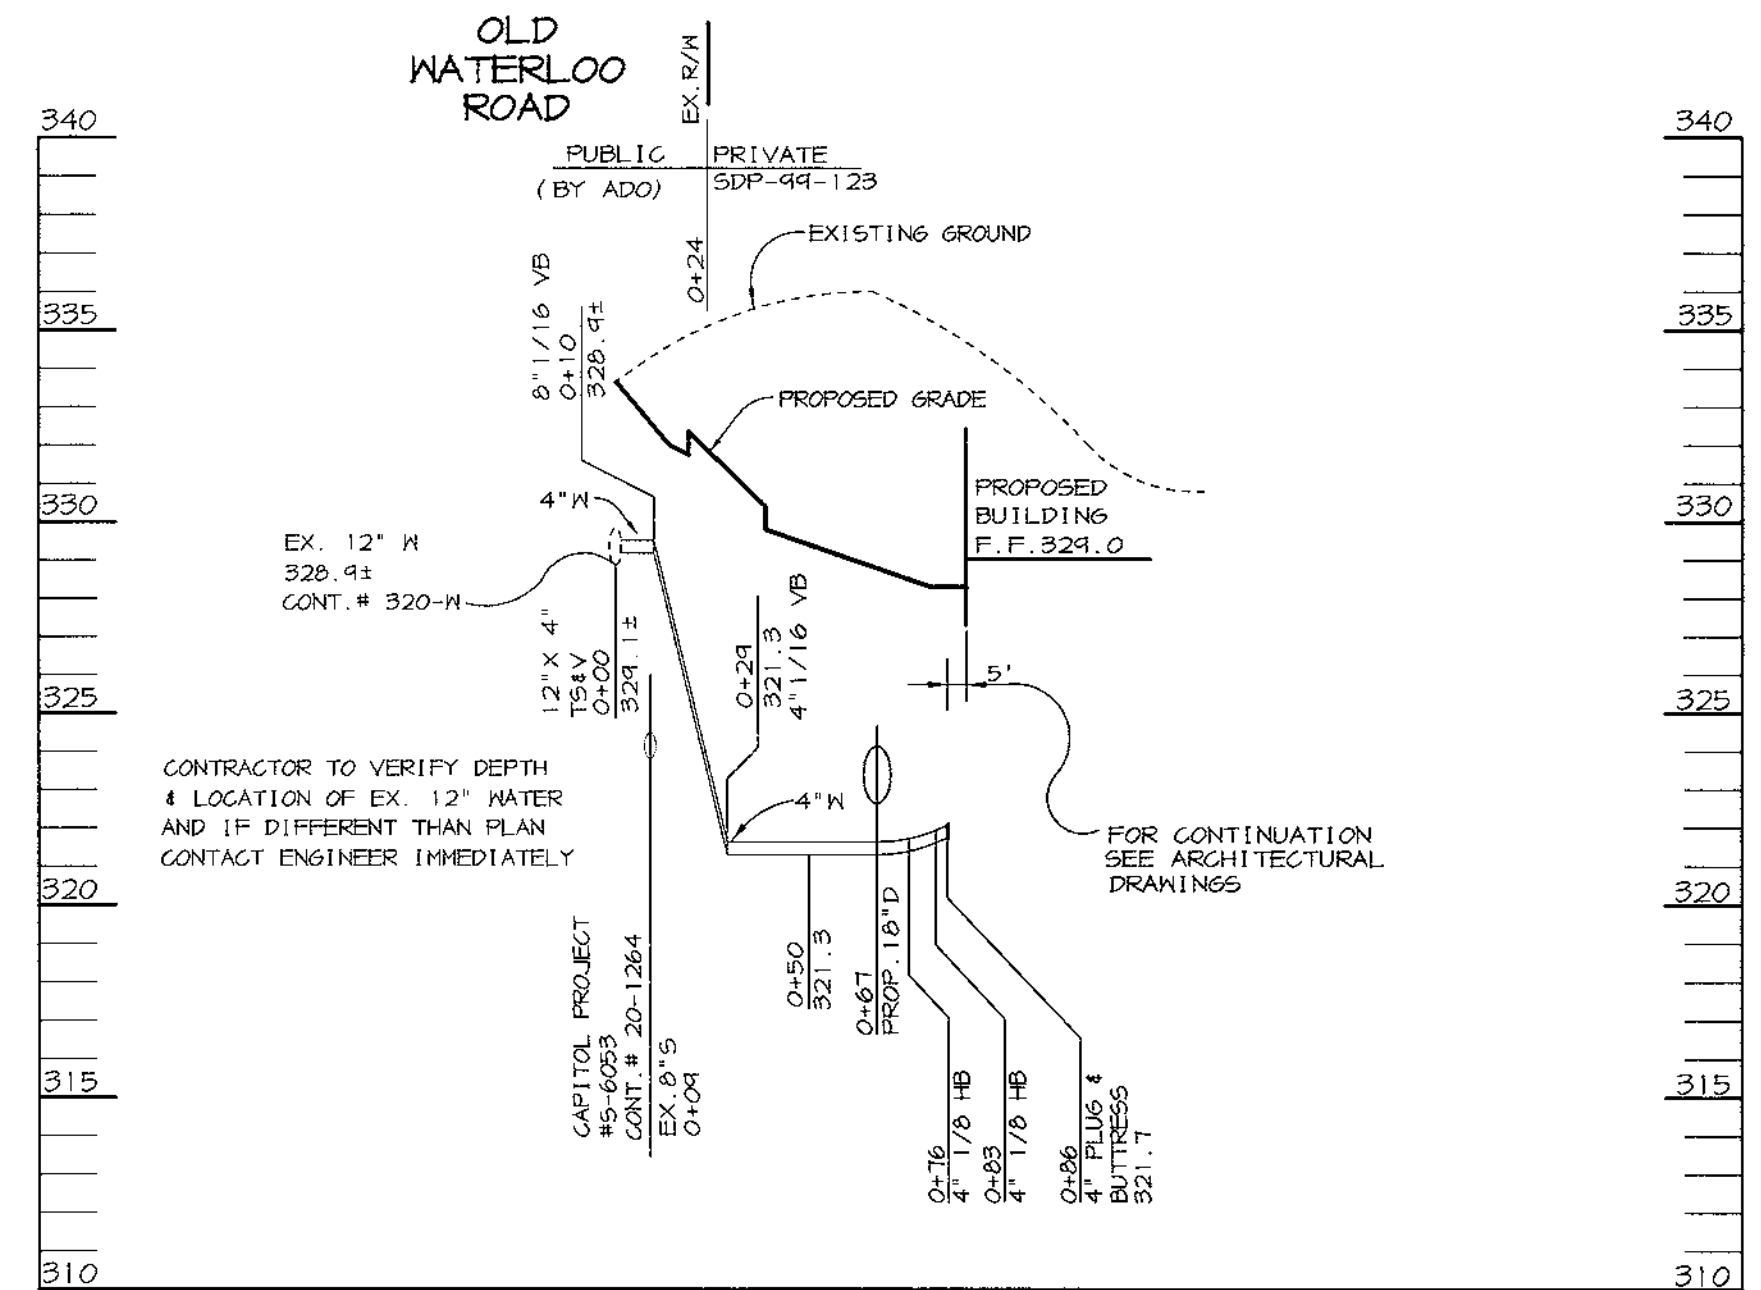 OLD
WATERLOO
ROAD
EX. R/W
340
340
PUBLIC
PRIVATE
(BY ADO)
SDP-99-123
0+24
EXISTING GROUND
8" 1/16 VB
0+10
328.9±
335
335
PROPOSED GRADE
PROPOSED
BUILDING
F.F.329.0
330
330
4"W
EX. 12" W
328.9±
CONT.# 320-W
12"X 4"
TS&V
0+00
329.1±
0+29
321.3
4"1/16 VB
5'
325
325
CONTRACTOR TO VERIFY DEPTH
& LOCATION OF EX. 12" WATER
AND IF DIFFERENT THAN PLAN
CONTACT ENGINEER IMMEDIATELY
4"W
FOR CONTINUATION
SEE ARCHITECTURAL
DRAWINGS
320
320
CAPITOL PROJECT
#S-6053
CONT.# 20-1264
EX.8"S
0+09
0+50
321.3
0+67
PROP.18"D
315
315
0+76
4" 1/8 HB
0+83
4" 1/8 HB
0+86
4" PLUG &
BUTTRESS
321.7
310
310